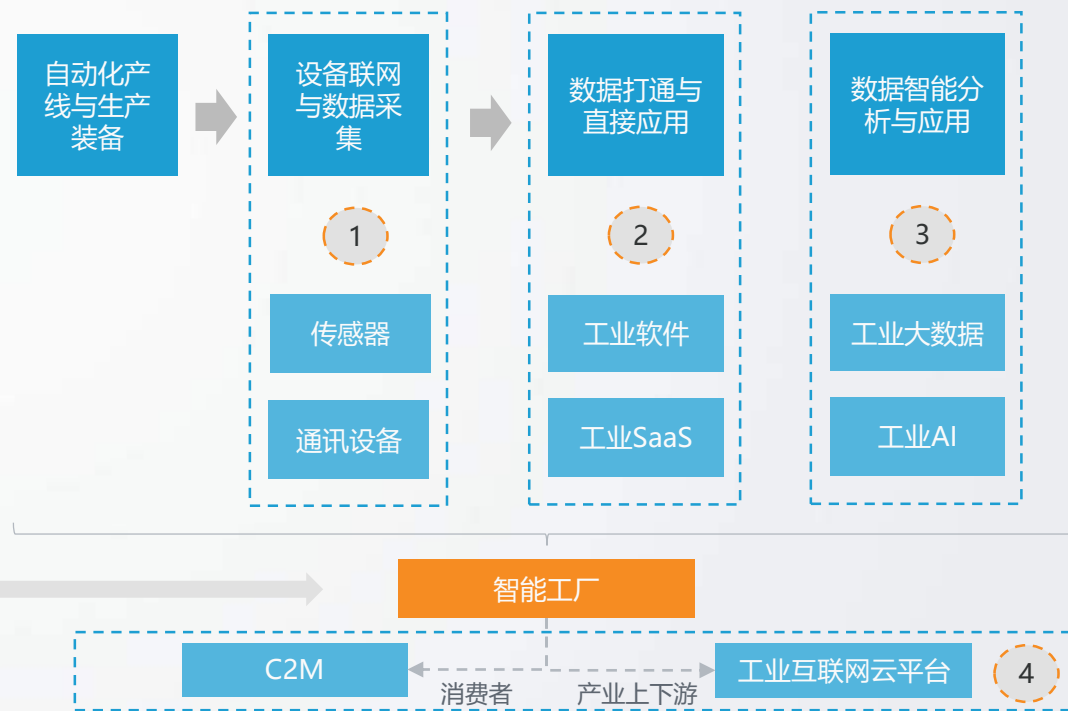 自动化产
线与生产
装备
设备联网
与数据采
集
数据打通与
直接应用
数据智能分
析与应用
1
2
3
传感器
工业软件
工业大数据
通讯设备
工业SaaS
工业AI
智能工厂
C2M
消费者
产业上下游
工业互联网云平台
4